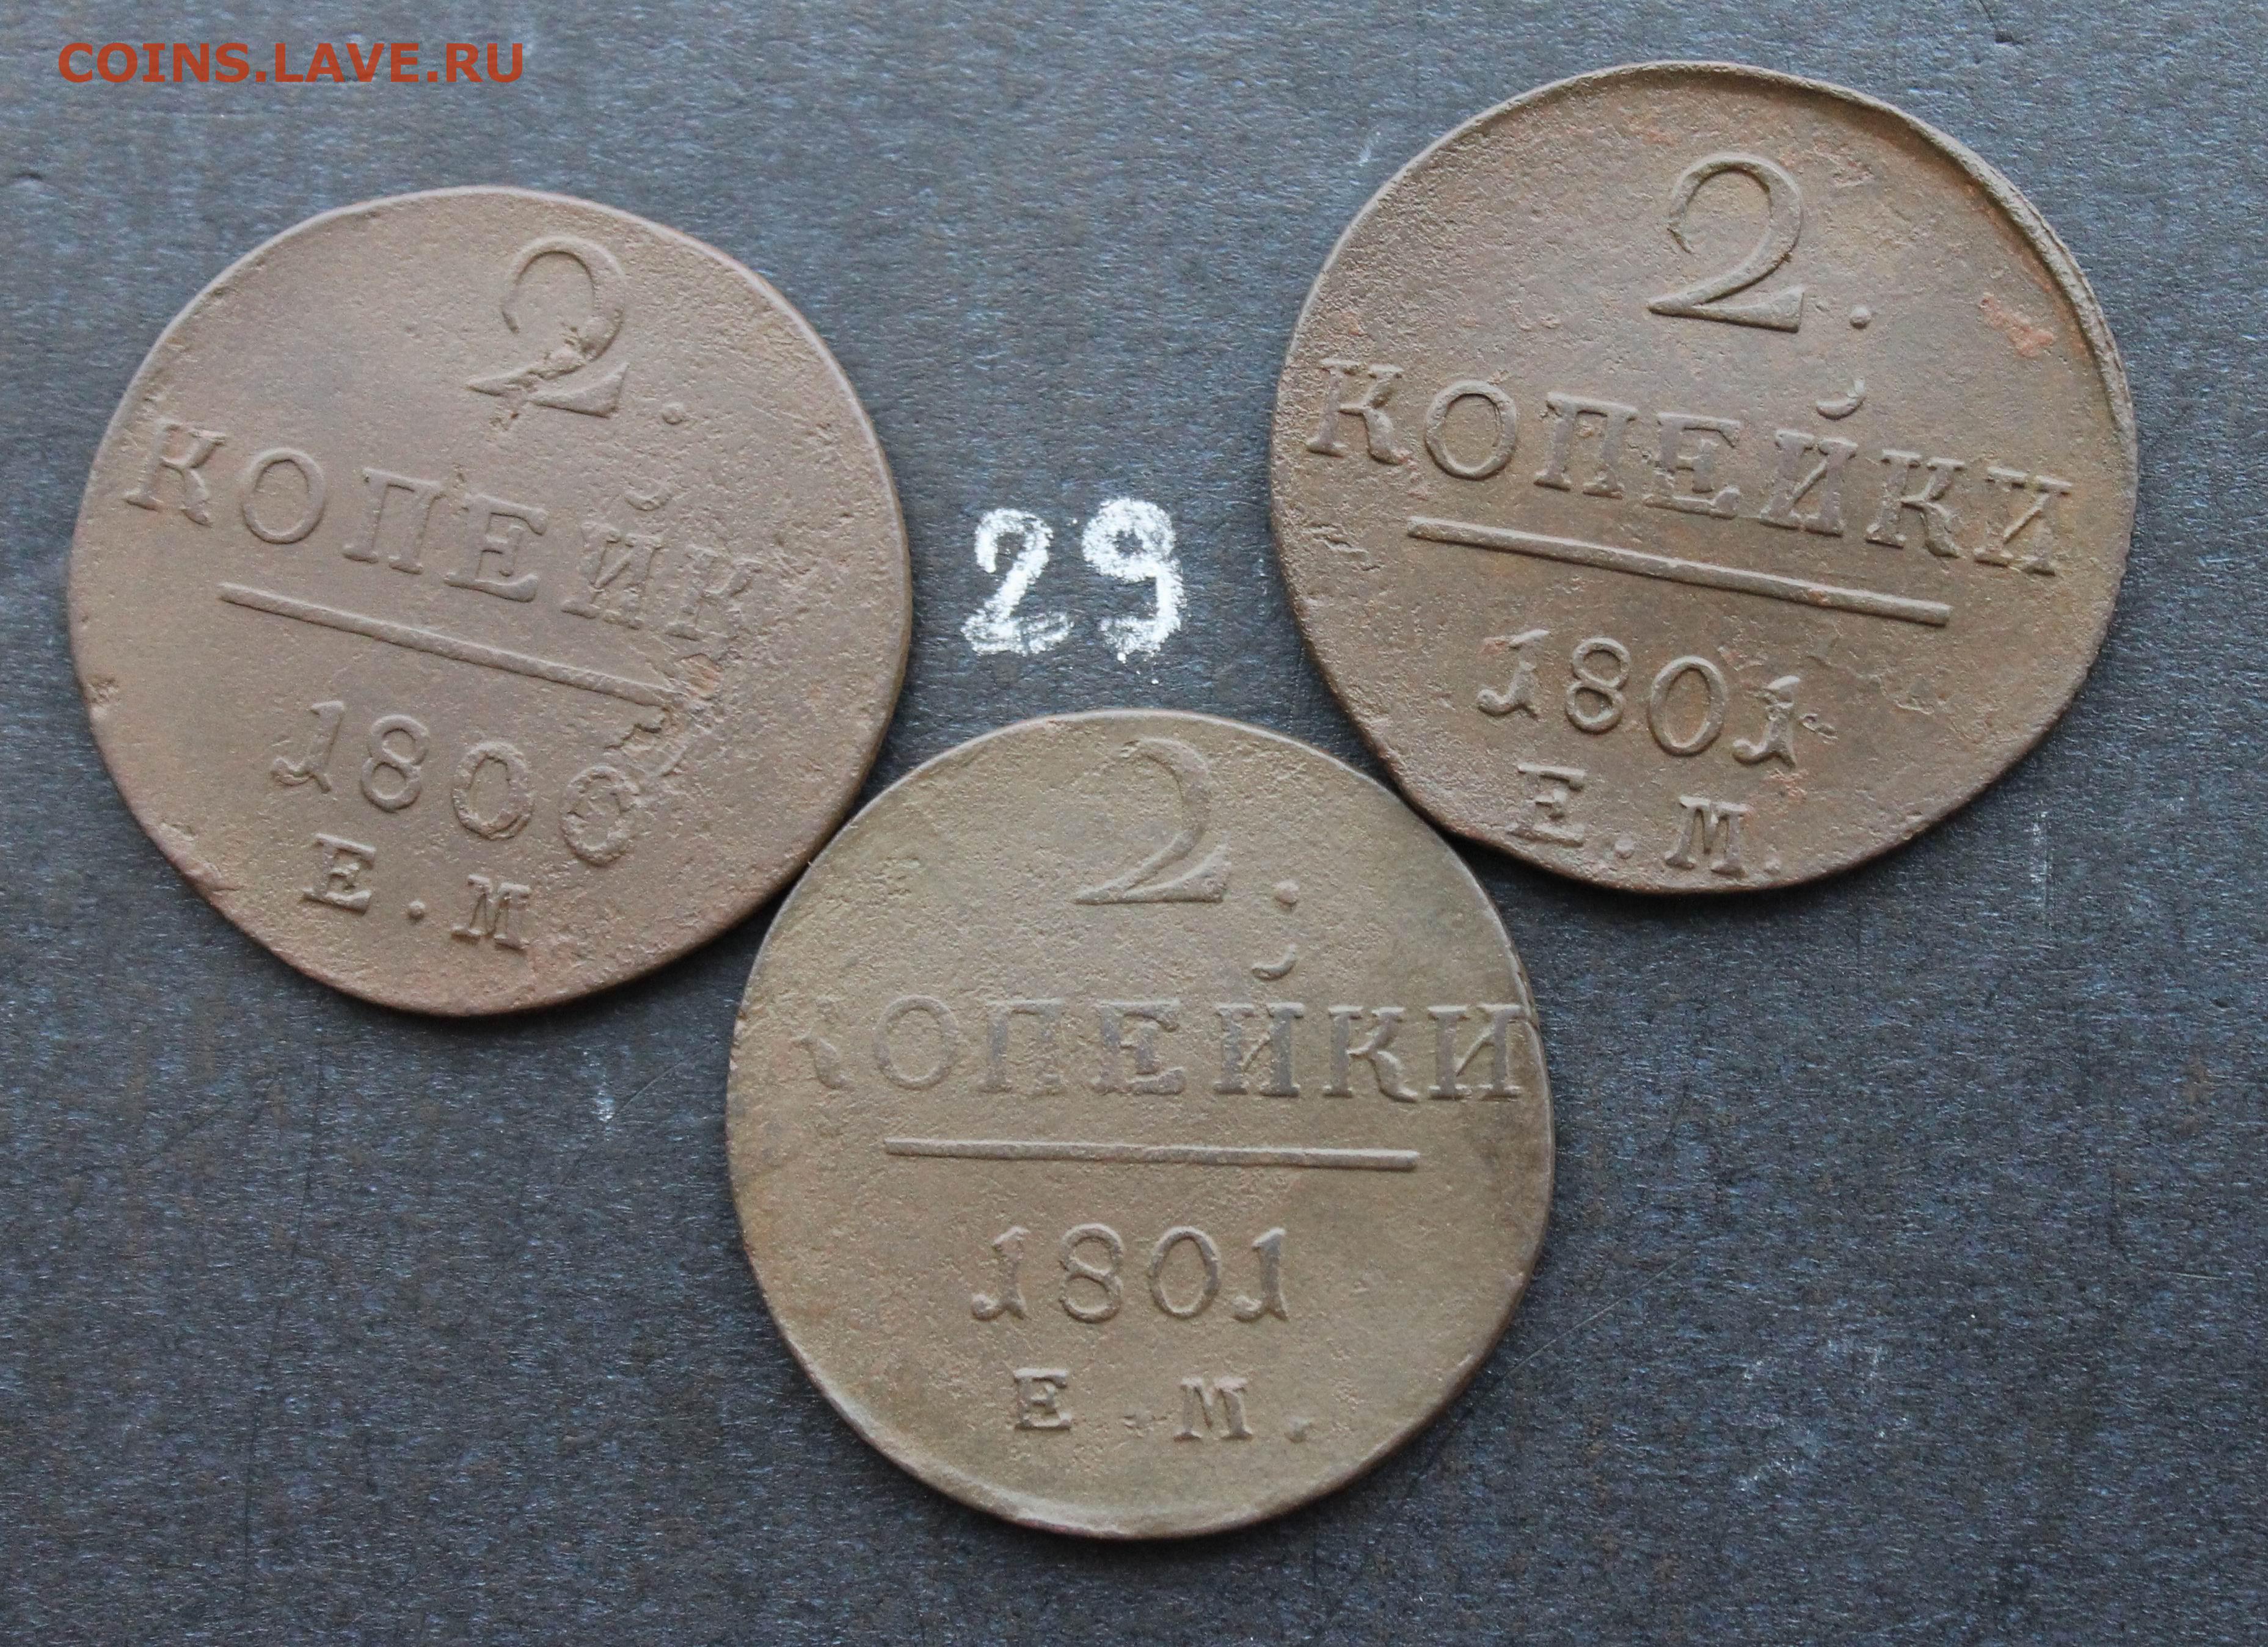 COINS.LAVE.RU
2.
КОПЕЙК
1800
Е.М
29
2.
КОПЕЙКИ
1801
Е.М.
2.
КОПЕЙКИ
1801
Е.М.